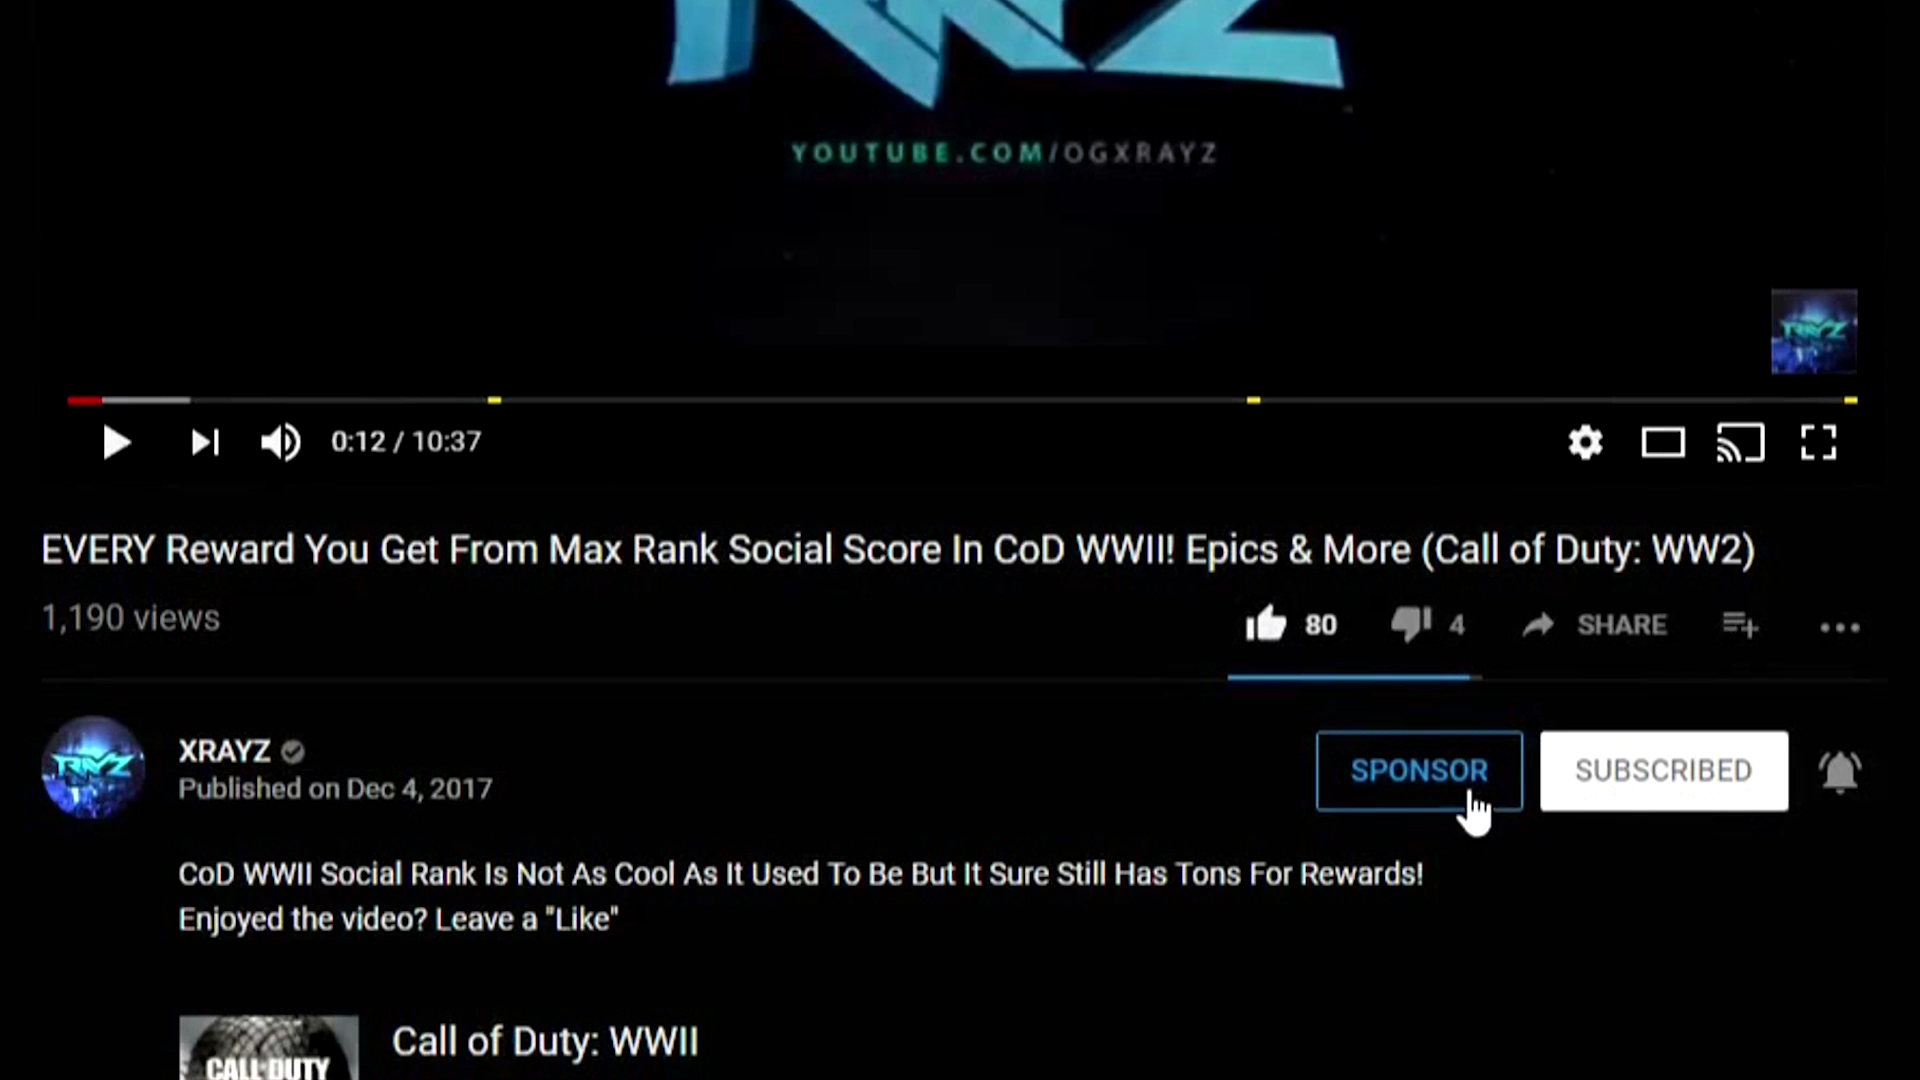 YOUTUBE.COM/OGXRAYZ
0:12 / 10:37
EVERY Reward You Get From Max Rank Social Score In CoD WWII! Epics & More (Call of Duty: WW2)
1,190 views
80
4
SHARE
XRAYZ
Published on Dec 4, 2017
SPONSOR
SUBSCRIBED
CoD WWII Social Rank Is Not As Cool As It Used To Be But It Sure Still Has Tons For Rewards!
Enjoyed the video? Leave a "Like"
Call of Duty: WWII
CALL DUTY